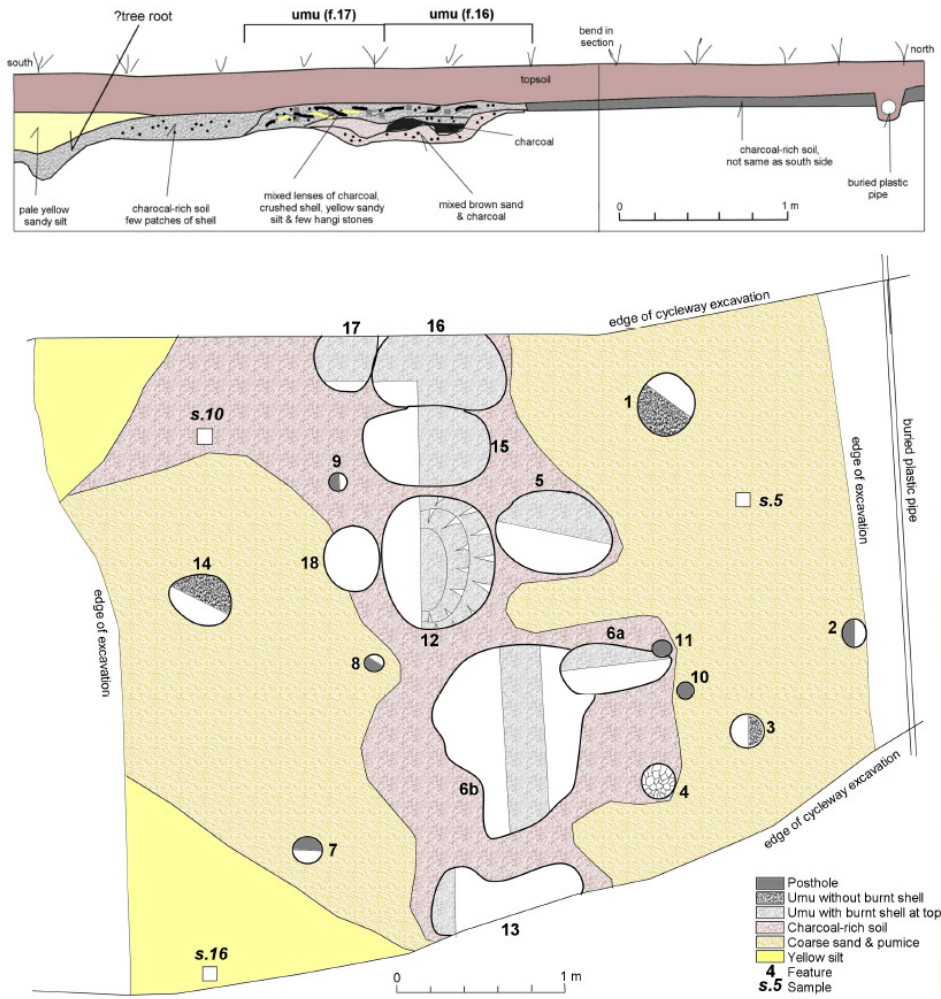 umu (f.17)
umu (f.16)
?tree root
south
bend in
section
north
topsoil
charcoal
charcoal-rich soil,
not same as south side
buried plastic
pipe
pale yellow
sandy silt
charocal-rich soil
few patches of shell
mixed lenses of charcoal,
crushed shell, yellow sandy
silt & few hangi stones
mixed brown sand
& charcoal
0
1 m
edge of cycleway excavation
17
16
1
s.10
15
9
5
s.5
buried plastic pipe
edge of excavation
18
14
12
edge of excavation
6a
11
2
8
10
3
6b
4
7
edge of cycleway excavation
13
s.16
0
1 m
Posthole
Umu without burnt shell
Umu with burnt shell at top
Charcoal-rich soil
Coarse sand & pumice
Yellow silt
4 Feature
s.5 Sample